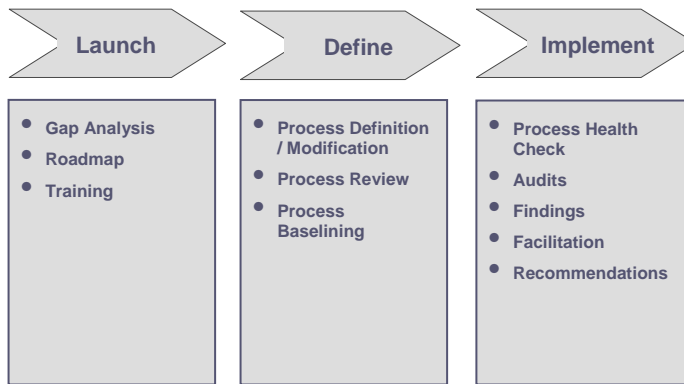 Launch
Define
Implement
• Gap Analysis
• Roadmap
• Training
• Process Definition
/ Modification
• Process Review
• Process
Baselining
• Process Health
Check
• Audits
• Findings
• Facilitation
• Recommendations